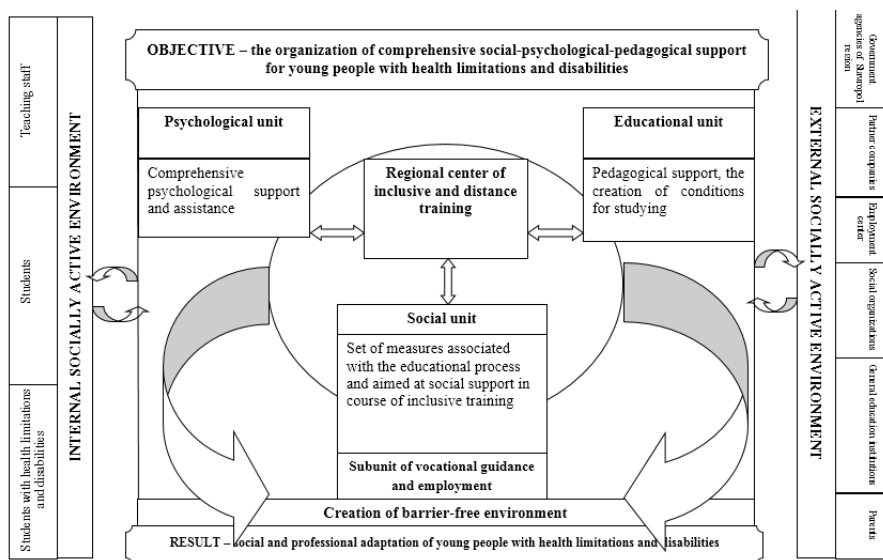 OBJECTIVE – the organization of comprehensive social-psychological-pedagogical support
for young people with health limitations and disabilities
Teaching staff
Students
Students with health limitations
and disabilities
INTERNAL SOCIALLY ACTIVE ENVIRONMENT
Psychological unit
Comprehensive
psychological support
and assistance
Regional center of
inclusive and distance
training
Educational unit
Pedagogical support, the
creation of conditions
for studying
Social unit
Set of measures associated
with the educational process
and aimed at social support in
course of inclusive training
Subunit of vocational guidance
and employment
Creation of barrier-free environment
RESULT – social and professional adaptation of young people with health limitations and disabilities
EXTERNAL SOCIALLY ACTIVE ENVIRONMENT
Government
agencies of Stavropol
region
Partner companies
Employment
center
Social organizations
General education institutions
Parents